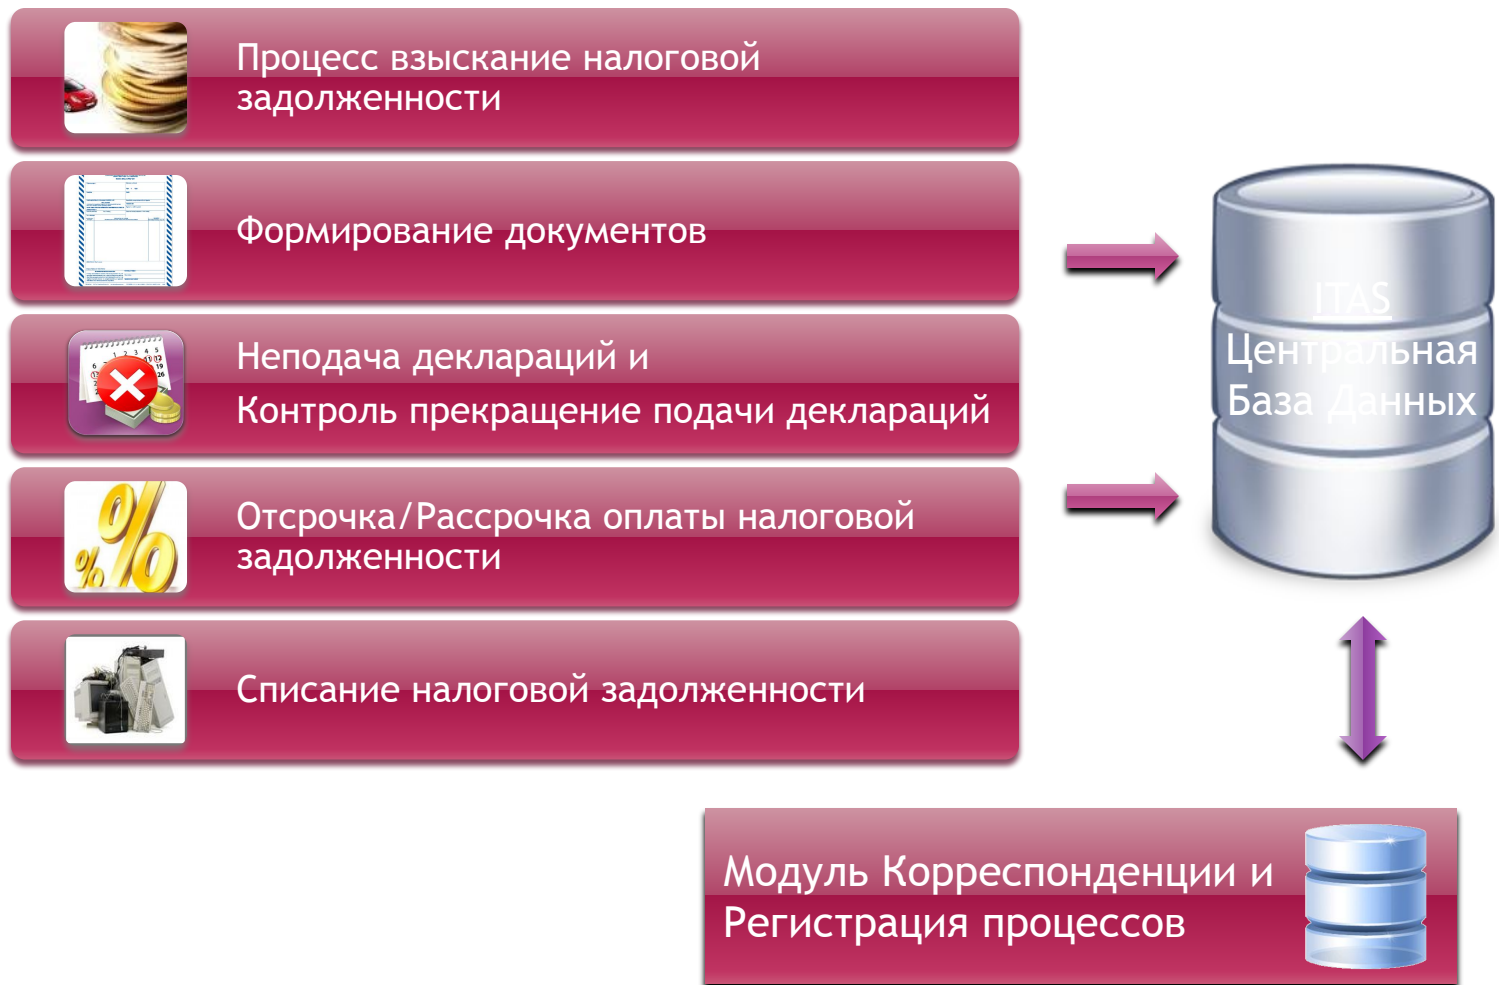 Процесс взыскание налоговой
задолженности
Формирование документов
Неподача деклараций и
Контроль прекращение подачи деклараций
Отсрочка/Рассрочка оплаты налоговой
задолженности
Списание налоговой задолженности
ITAS
Центральная
База Данных
Модуль Корреспонденции и
Регистрация процессов